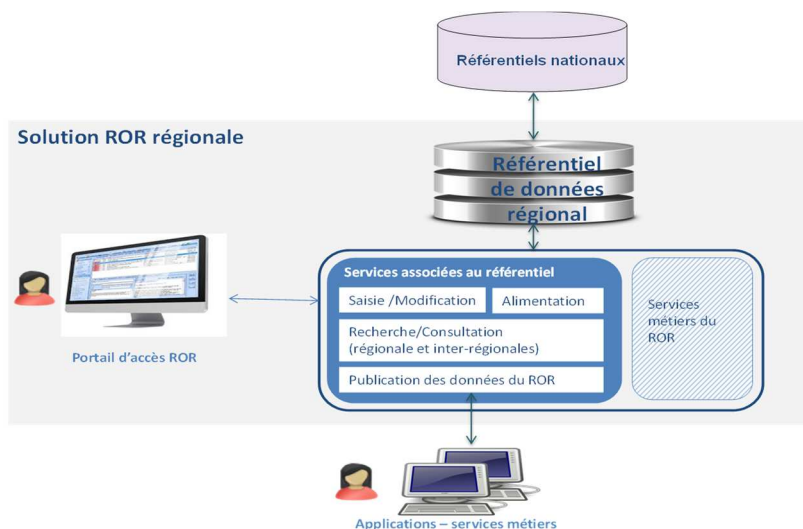 Référentiels nationaux
Solution ROR régionale
Référentiel
de données
régional
Services associées au référentiel
Saisie /Modification
Alimentation
Recherche/Consultation
(régionale et inter-régionales)
Publication des données du ROR
Services
métiers du
ROR
Portail d'accès ROR
Applications – services métiers